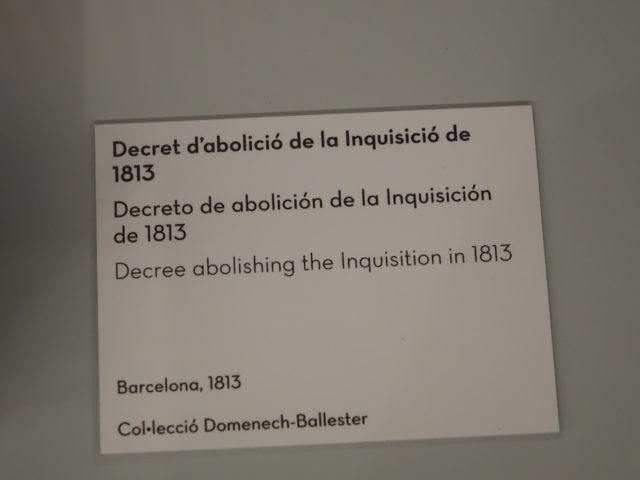 Decret d'abolició de la Inquisició de
1813
Decreto de abolición de la Inquisición
de 1813
Decree abolishing the Inquisition in 1813
Barcelona, 1813
Col·lecció Domenech-Ballester